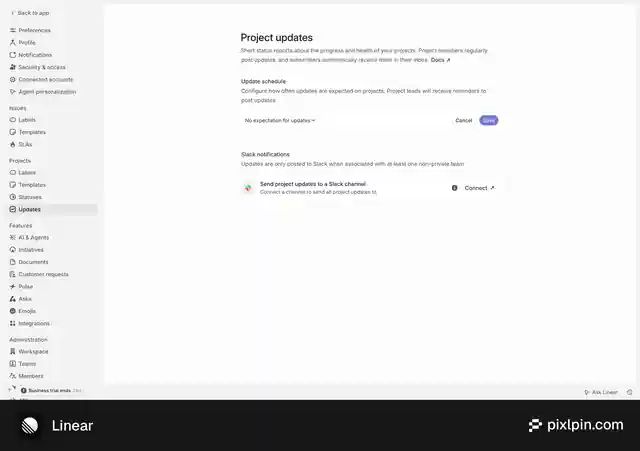 Back to app
Preferences
Profile
Notifications
Security & access
Connected accounts
Agent personalization
Issues
Labels
Templates
SLAs
Projects
Labels
Templates
Statuses
Updates
Features
AI & Agents
Initiatives
Documents
Customer requests
Pulse
Asks
Emojis
Integrations
Administration
Workspace
Teams
Members
Business trial ends
Project updates
Short status reports about the progress and health of your projects. Project members regularly
post updates, and subscribers automatically receive them in their inbox. Docs ↗
Update schedule
Configure how often updates are expected on projects. Project leads will receive reminders to
post updates
No expectation for updates
Cancel
Save
Slack notifications
Updates are only posted to Slack when associated with at least one non-private team
Send project updates to a Slack channel
Connect a channel to send all project updates to
Connect ↗
Ask Linear
Linear
pixlpin.com